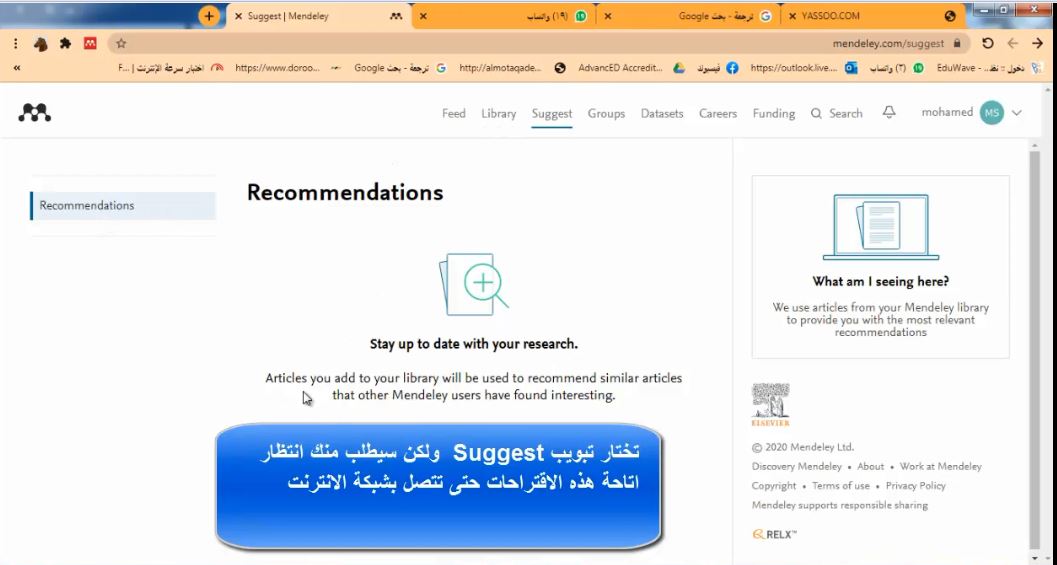 Suggest | Mendeley
(١٩) واتساب
ترجمة - بحث Google
YASSOO.COM
mendeley.com/suggest
اختبار سرعة الإنترنت | F...
https://www.doroo...
ترجمة - بحث Google
http://almotaqade...
AdvancED Accredit...
فيسبوك
https://outlook.live....
(٢) واتساب
EduWave - دخول :: نظ...
Feed
Library
Suggest
Groups
Datasets
Careers
Funding
Search
mohamed
MS
Recommendations
Recommendations
Stay up to date with your research.
Articles you add to your library will be used to recommend similar articles
that other Mendeley users have found interesting.
تختار تبويب Suggest ولكن سيطلب منك انتظار
اتاحة هذه الاقتراحات حتى تتصل بشبكة الانترنت
What am I seeing here?
We use articles from your Mendeley library
to provide you with the most relevant
recommendations
ELSEVIER
© 2020 Mendeley Ltd.
Discovery Mendeley • About • Work at Mendeley
Copyright • Terms of use • Privacy Policy
Mendeley supports responsible sharing
RELX™